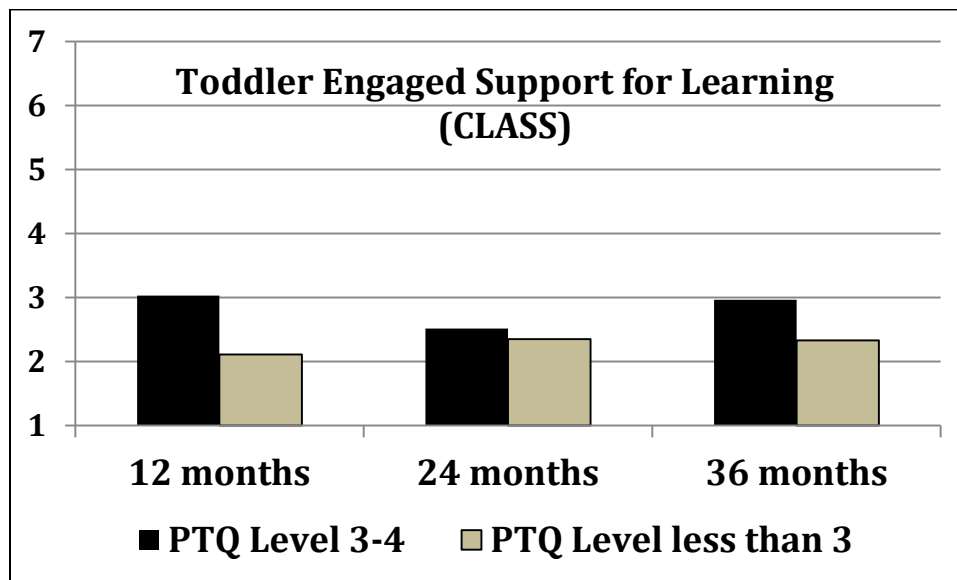 Toddler Engaged Support for Learning
(CLASS)
7
6
5
4
3
2
1
12 months 24 months 36 months
PTQ Level 3-4 PTQ Level less than 3